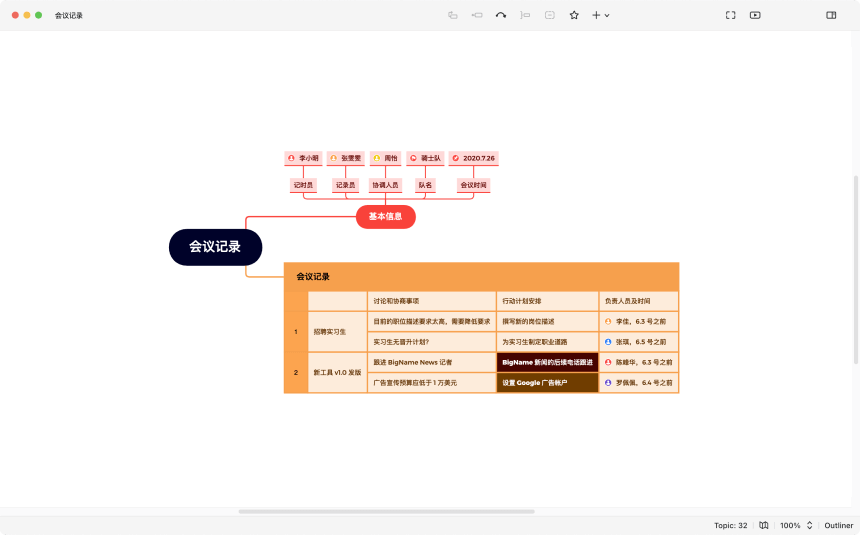 会议记录
李小明 张雯雯 周怡 骑士队 2020.7.26
记时员 记录员 协调人员 队名 会议时间
基本信息
会议记录
会议记录
讨论和协商事项 行动计划安排 负责人员及时间
1 招聘实习生
目前的职位描述要求太高，需要降低要求 撰写新的岗位描述 李佳，6.3 号之前
实习生无晋升计划？ 为实习生制定职业道路 张琪，6.5 号之前
2 新工具 v1.0 发版
跟进 BigName News 记者 BigName 新闻的后续电话跟进 陈峰华，6.3 号之前
广告宣传预算应低于 1 万美元 设置 Google 广告帐户 罗佩佩，6.4 号之前
Topic: 32 100% Outliner